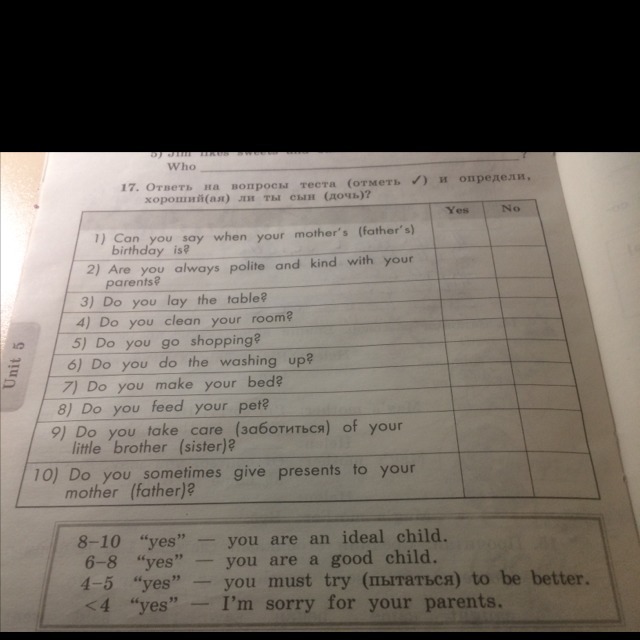 5) Jim likes sweets and
Who ?
17. Ответь на вопросы теста (отметь ✓) и определи,
хороший(ая) ли ты сын (дочь)?
Yes No
1) Can you say when your mother's (father's)
birthday is?
2) Are you always polite and kind with your
parents?
3) Do you lay the table?
4) Do you clean your room?
5) Do you go shopping?
6) Do you do the washing up?
7) Do you make your bed?
8) Do you feed your pet?
9) Do you take care (заботиться) of your
little brother (sister)?
10) Do you sometimes give presents to your
mother (father)?
8–10 “yes” — you are an ideal child.
6–8 “yes” — you are a good child.
4–5 “yes” — you must try (пытаться) to be better.
<4 “yes” — I'm sorry for your parents.
Unit 5